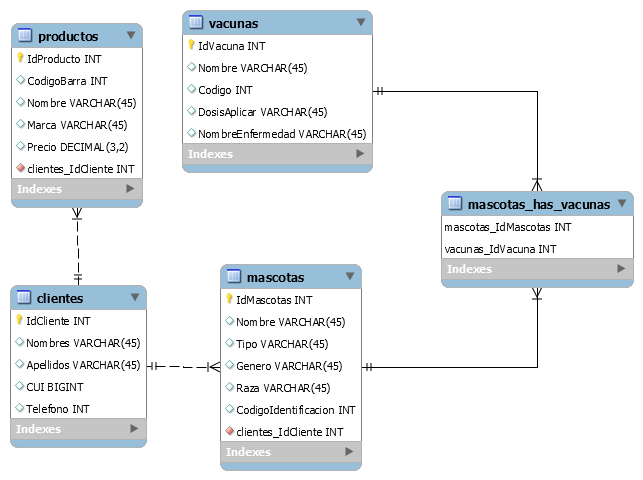 productos
IdProducto INT
CodigoBarra INT
Nombre VARCHAR(45)
Marca VARCHAR(45)
Precio DECIMAL(3,2)
clientes_IdCliente INT
Indexes
vacunas
IdVacuna INT
Nombre VARCHAR(45)
Codigo INT
DosisAplicar VARCHAR(45)
NombreEnfermedad VARCHAR(45)
Indexes
mascotas_has_vacunas
mascotas_IdMascotas INT
vacunas_IdVacuna INT
Indexes
clientes
IdCliente INT
Nombres VARCHAR(45)
Apellidos VARCHAR(45)
CUI BIGINT
Telefono INT
Indexes
mascotas
IdMascotas INT
Nombre VARCHAR(45)
Tipo VARCHAR(45)
Genero VARCHAR(45)
Raza VARCHAR(45)
CodigoIdentificacion INT
clientes_IdCliente INT
Indexes